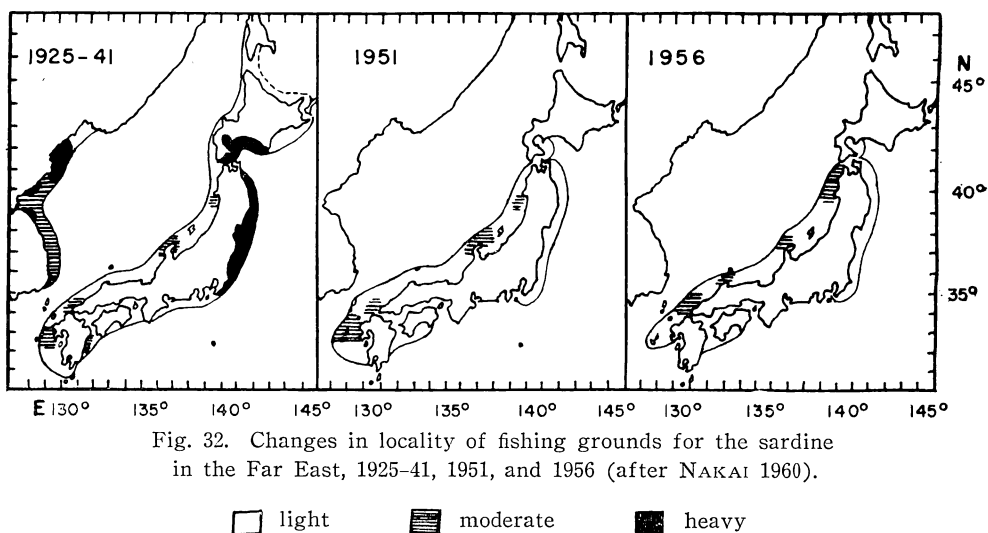 1925-41
1951
1956
N
45°
40°
35°
E 130° 135° 140° 145° 130° 135° 140° 145° 130° 135° 140° 145°
Fig. 32. Changes in locality of fishing grounds for the sardine
in the Far East, 1925–41, 1951, and 1956 (after NAKAI 1960).
light moderate heavy